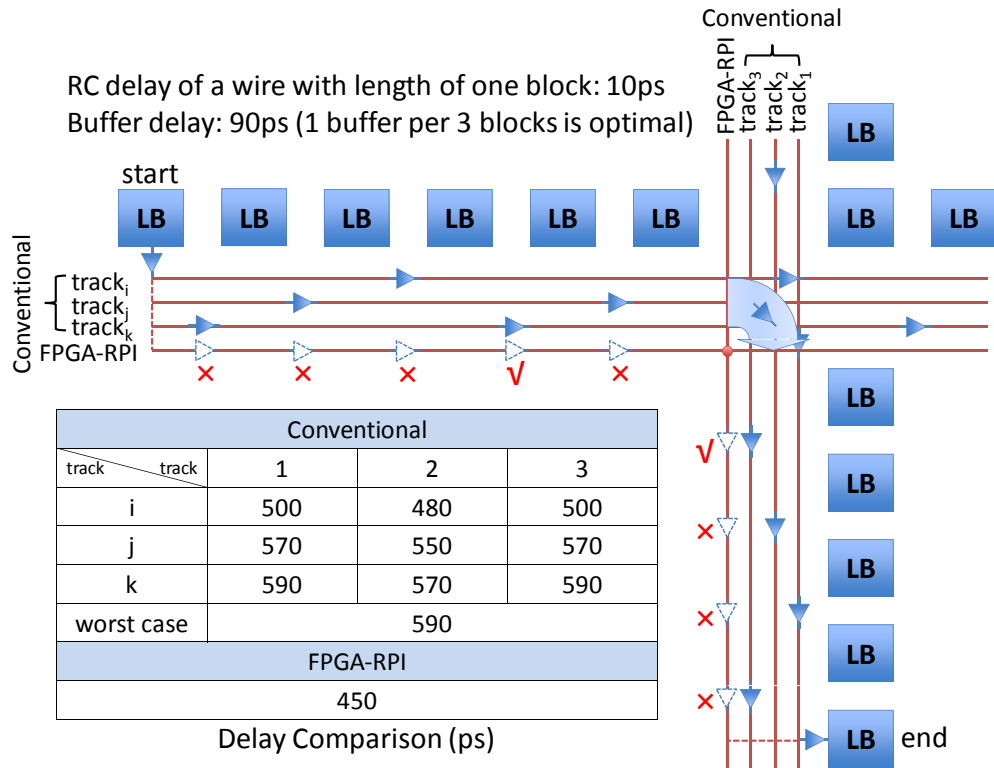 Conventional
FPGA-RPI
track3
track2
track1
RC delay of a wire with length of one block: 10ps
Buffer delay: 90ps (1 buffer per 3 blocks is optimal)
LB
start
LB LB LB LB LB LB LB LB
Conventional
tracki
trackj
trackk
FPGA-RPI
× × × √ ×
LB
Conventional
track track 1 2 3
i 500 480 500
j 570 550 570
k 590 570 590
worst case 590
FPGA-RPI
450
Delay Comparison (ps)
√
LB
×
LB
×
LB
×
LB end